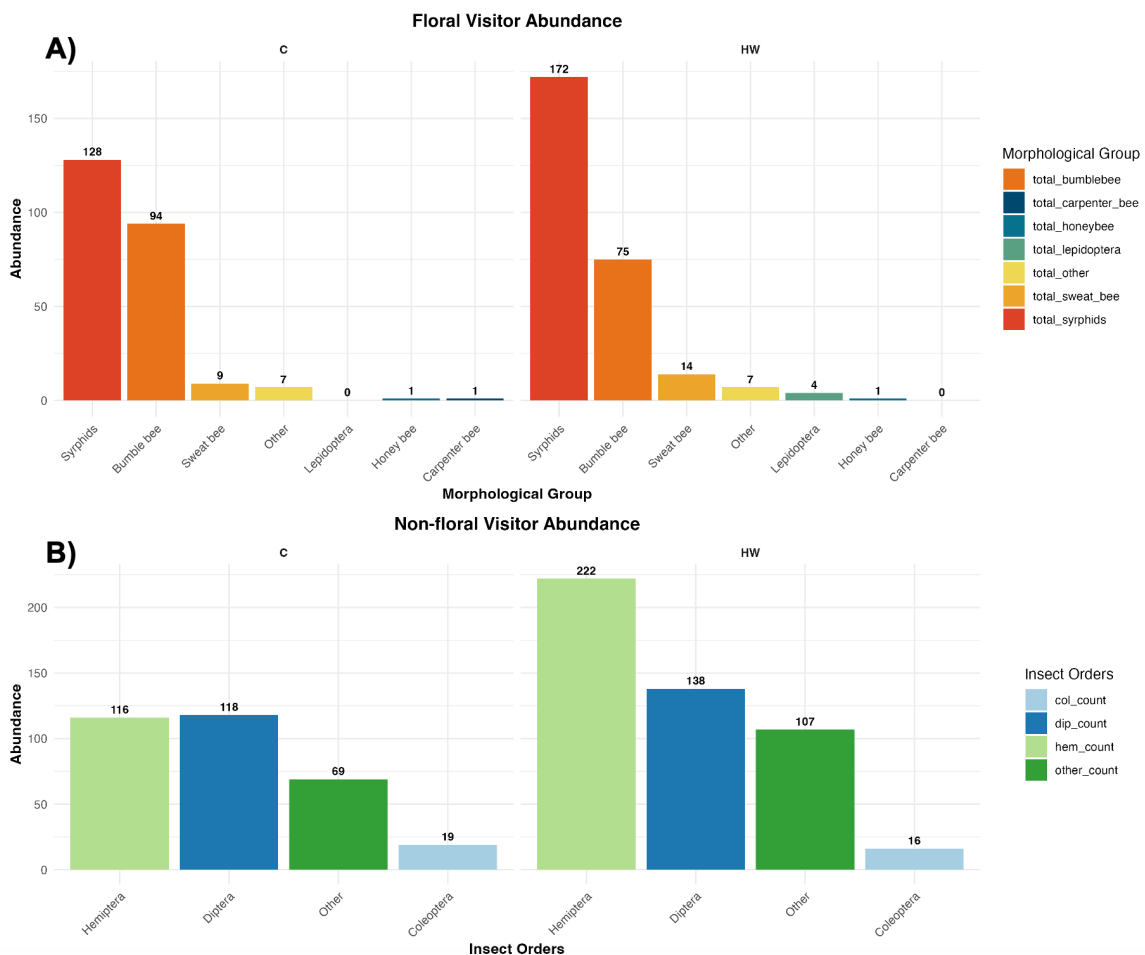 Floral Visitor Abundance
A)
C
HW
Abundance
150
100
50
0
128
94
9
7
0
1
1
172
75
14
7
4
1
0
Syrphids
Bumble bee
Sweat bee
Other
Lepidoptera
Honey bee
Carpenter bee
Syrphids
Bumble bee
Sweat bee
Other
Lepidoptera
Honey bee
Carpenter bee
Morphological Group
Morphological Group
total_bumblebee
total_carpenter_bee
total_honeybee
total_lepidoptera
total_other
total_sweat_bee
total_syrphids
Non-floral Visitor Abundance
B)
C
HW
Abundance
200
150
100
50
0
116
118
69
19
222
138
107
16
Hemiptera
Diptera
Other
Coleoptera
Hemiptera
Diptera
Other
Coleoptera
Insect Orders
Insect Orders
col_count
dip_count
hem_count
other_count